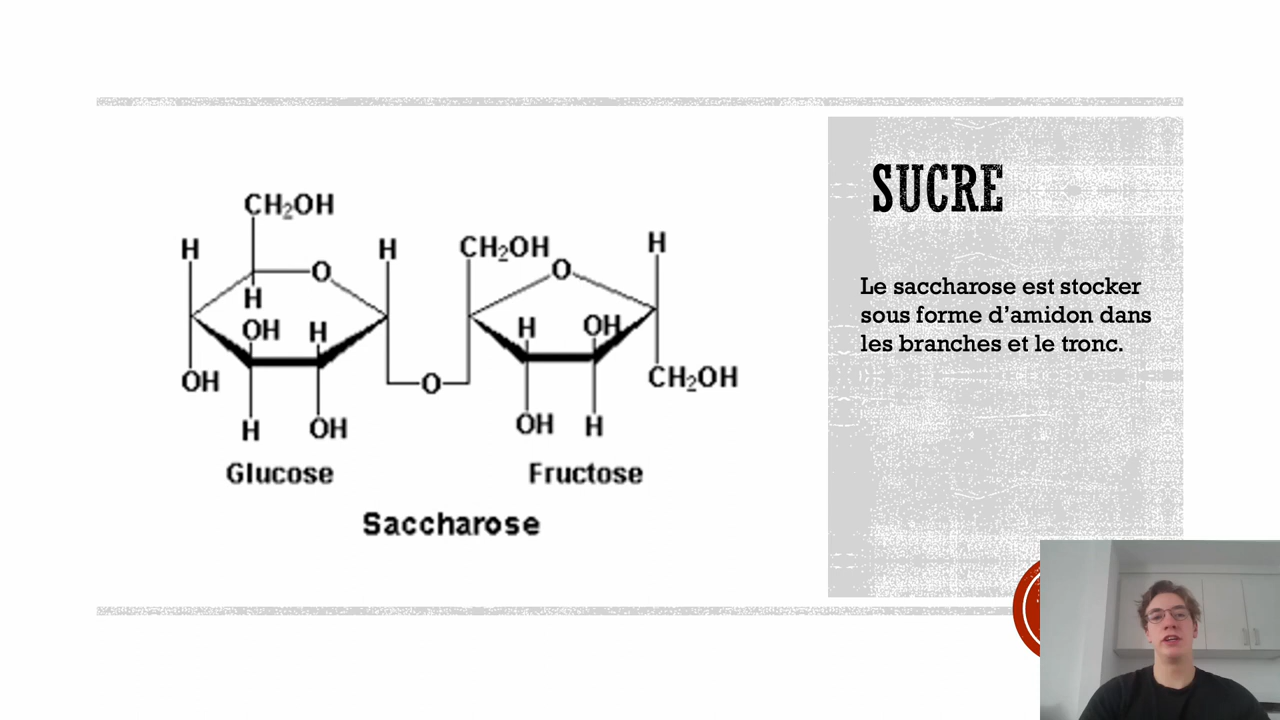 SUCRE
Le saccharose est stocker
sous forme d’amidon dans
les branches et le tronc.
CH₂OH
H
O
H
H
OH
H
OH
H
OH
O
CH₂OH
O
H
H
OH
CH₂OH
OH
H
Glucose
Fructose
Saccharose